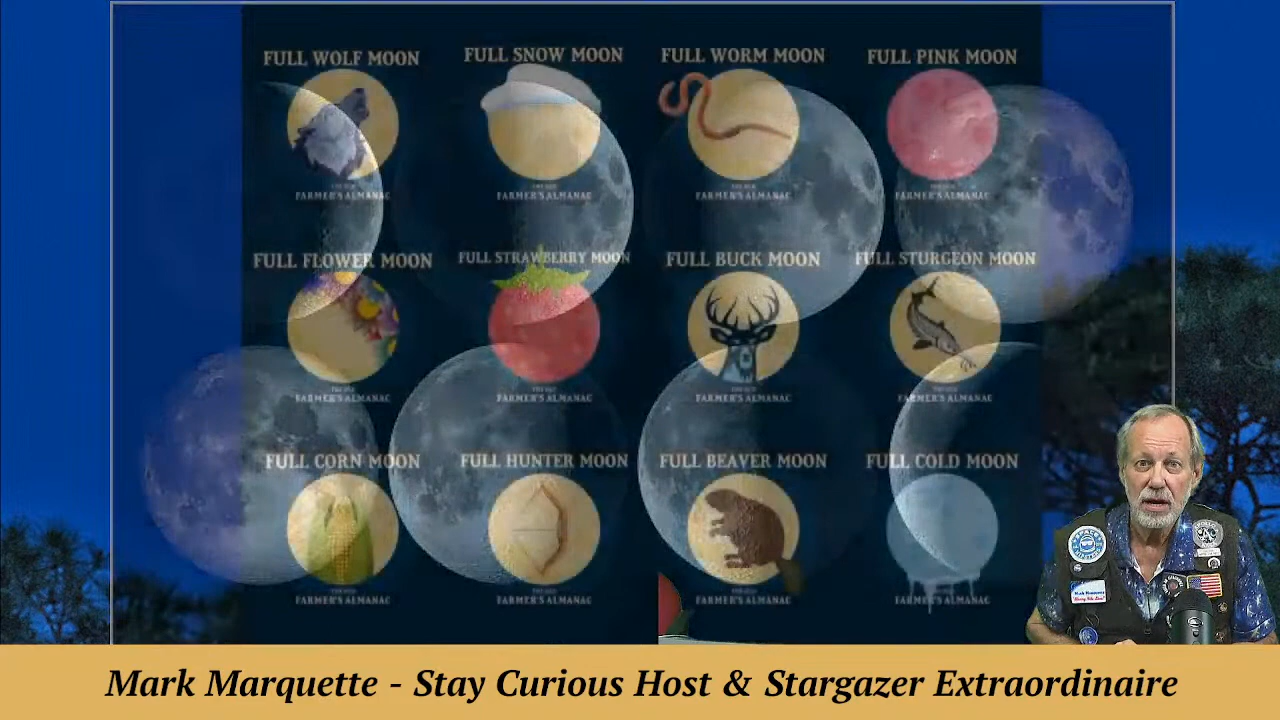 FULL WOLF MOON
FULL SNOW MOON
FULL WORM MOON
FULL PINK MOON
FARMER'S ALMANAC
FARMER'S ALMANAC
FARMER'S ALMANAC
FARMER'S ALMANAC
FULL FLOWER MOON
FULL STRAWBERRY MOON
FULL BUCK MOON
FULL STURGEON MOON
FARMER'S ALMANAC
FARMER'S ALMANAC
FARMER'S ALMANAC
FARMER'S ALMANAC
FULL CORN MOON
FULL HUNTER MOON
FULL BEAVER MOON
FULL COLD MOON
FARMER'S ALMANAC
FARMER'S ALMANAC
FARMER'S ALMANAC
FARMER'S ALMANAC
Mark Marquette - Stay Curious Host & Stargazer Extraordinaire